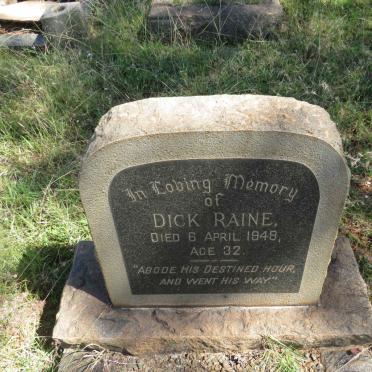 In Loving Memory
of
DICK RAINE,
DIED 6 APRIL 1948,
AGE 32.
"ABODE HIS DESTINED HOUR,
AND WENT HIS WAY"